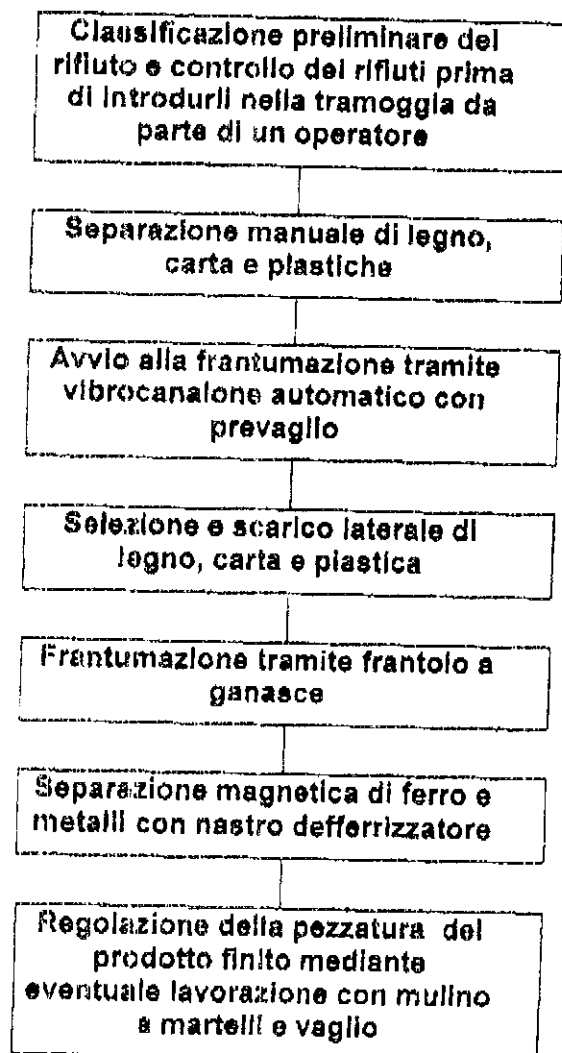 Classificazione preliminare del
rifiuto e controllo dei rifiuti prima
di introdurli nella tramoggia da
parte di un operatore
Separazione manuale di legno,
carta e plastiche
Avvio alla frantumazione tramite
vibrocanalone automatico con
prevaglio
Selezione e scarico laterale di
legno, carta e plastica
Frantumazione tramite frantoio a
ganasce
Separazione magnetica di ferro e
metalli con nastro defferrizzatore
Regolazione della pezzatura del
prodotto finito mediante
eventuale lavorazione con mulino
a martelli e vaglio